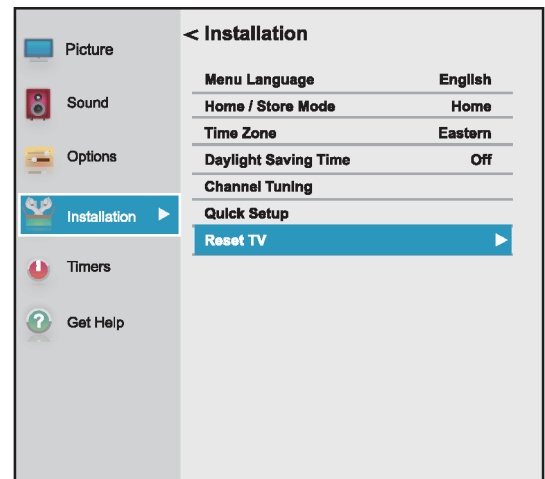 Picture
Sound
Options
Installation
Timers
Get Help
< Installation
Menu Language English
Home / Store Mode Home
Time Zone Eastern
Daylight Saving Time Off
Channel Tuning
Quick Setup
Reset TV